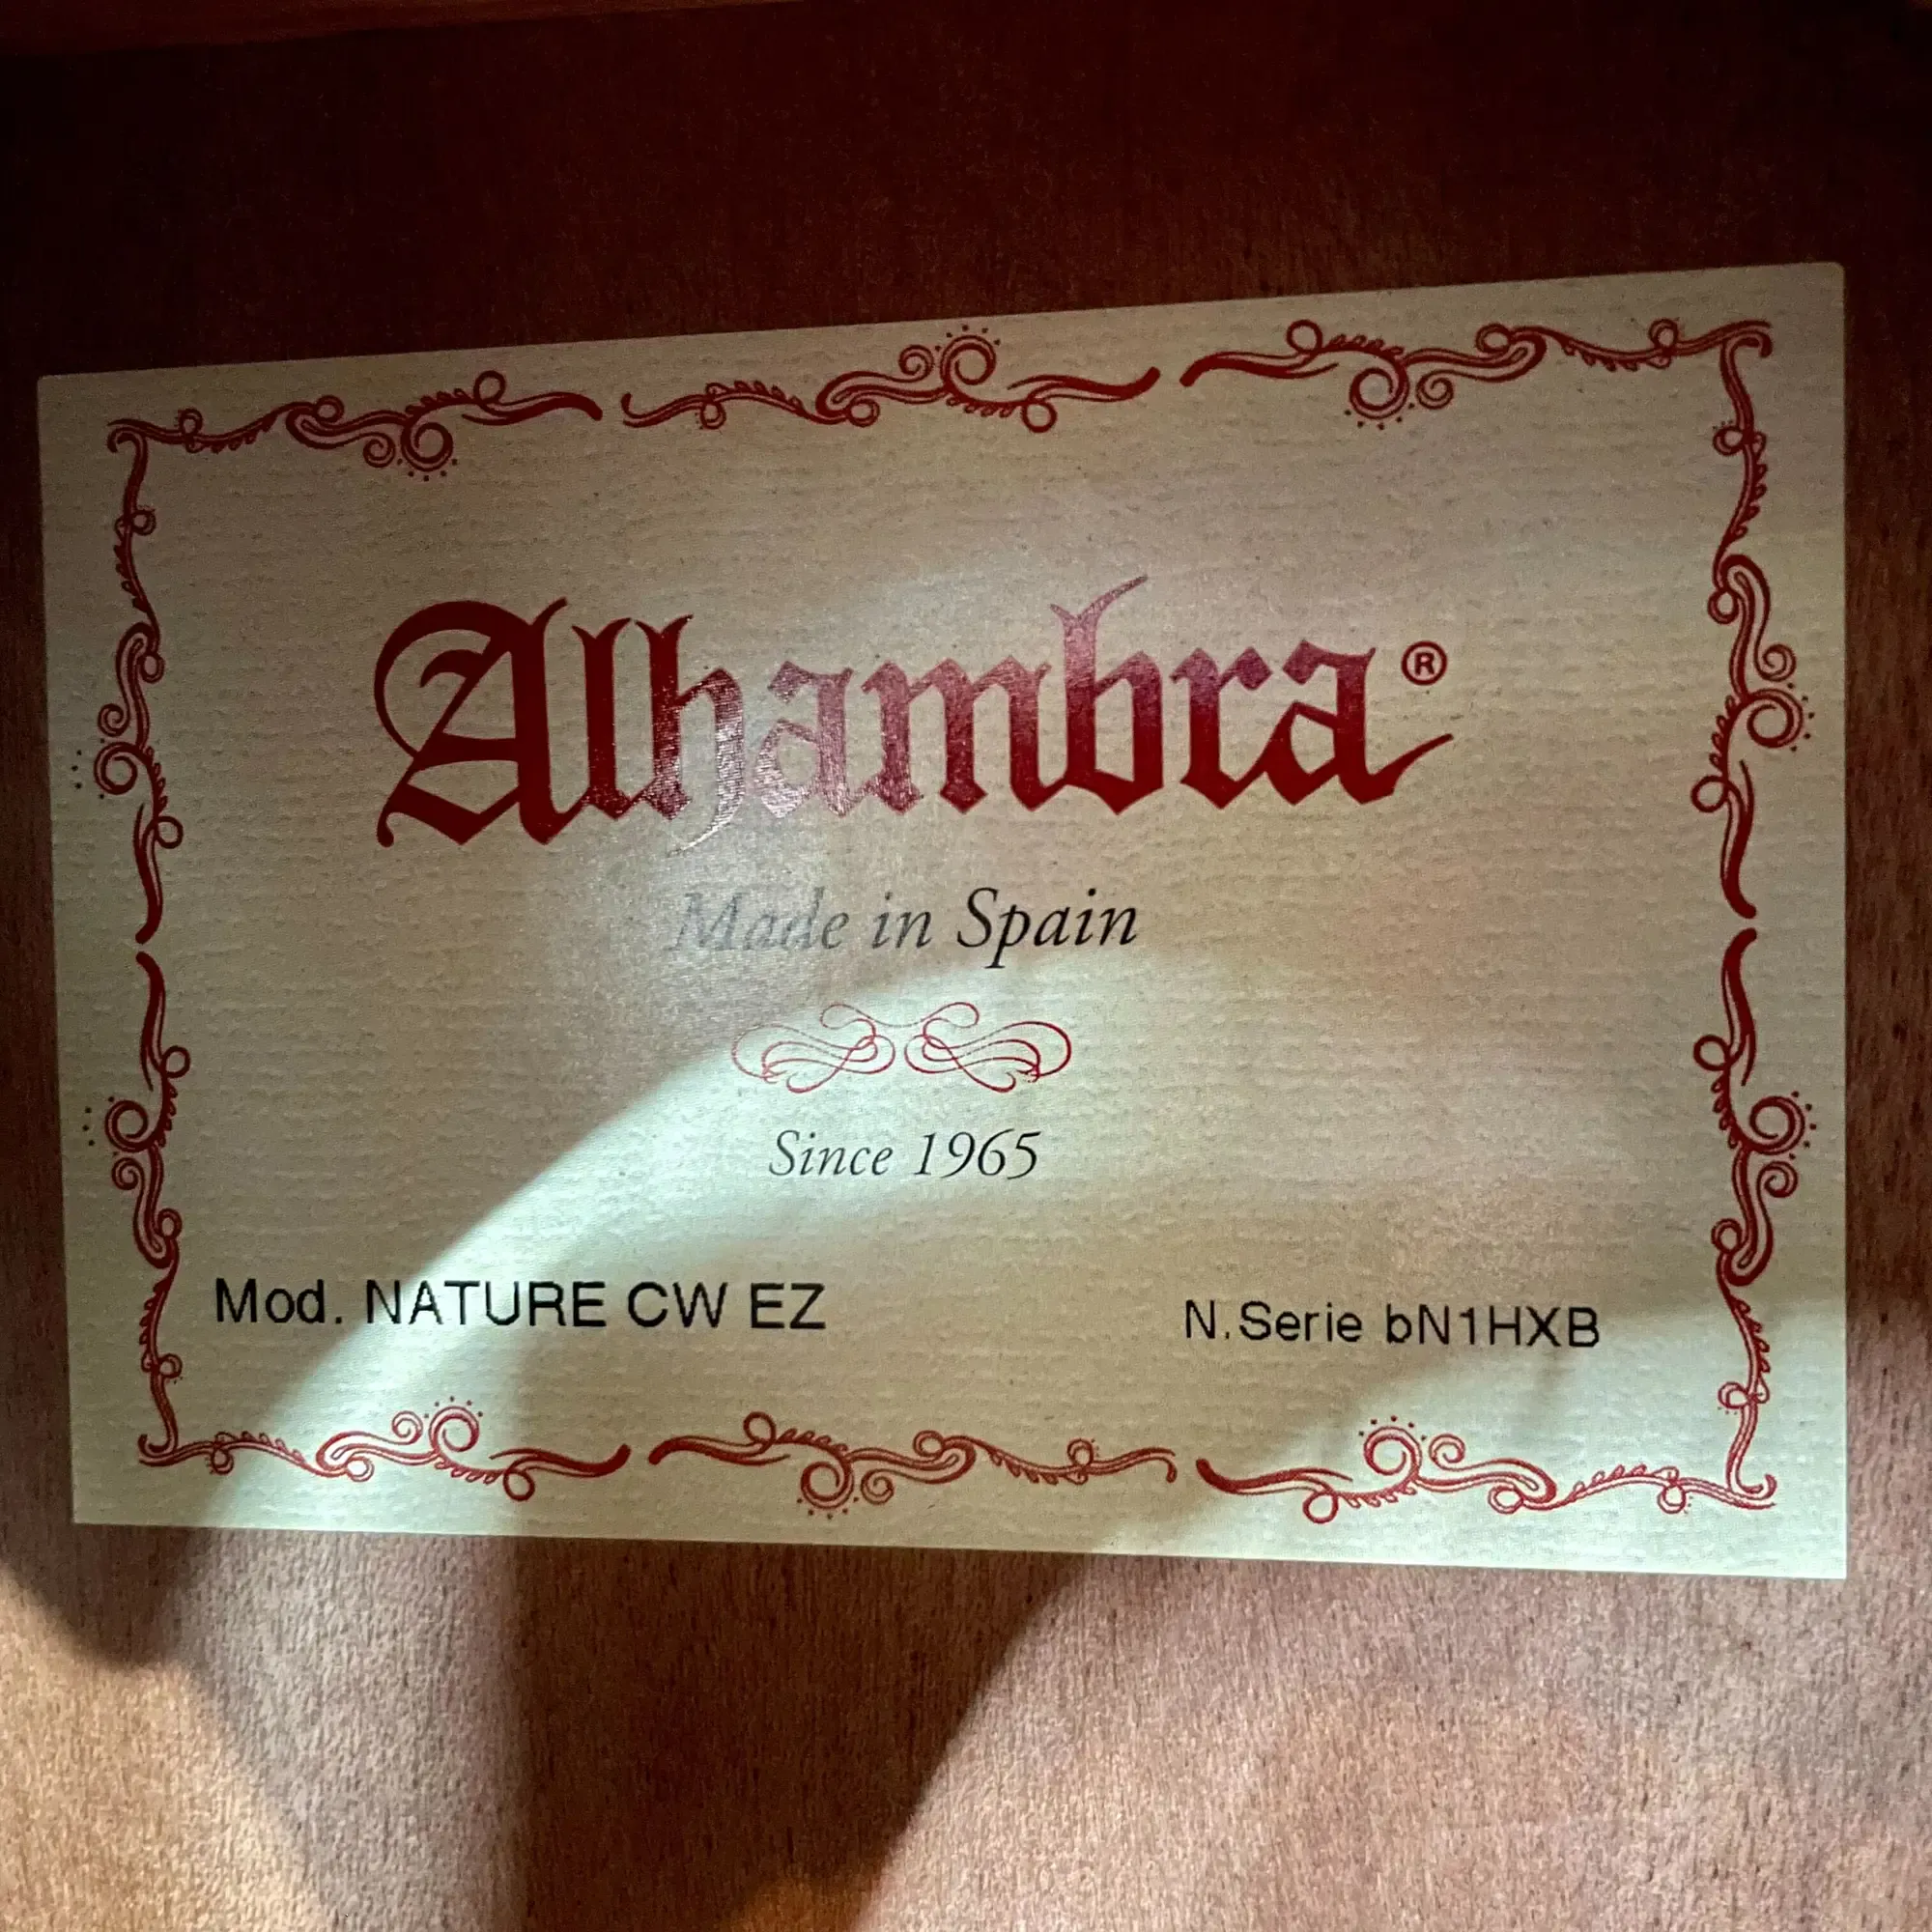 Alhambra®
Made in Spain
Since 1965
Mod. NATURE CW EZ
N.Serie bN1HXB